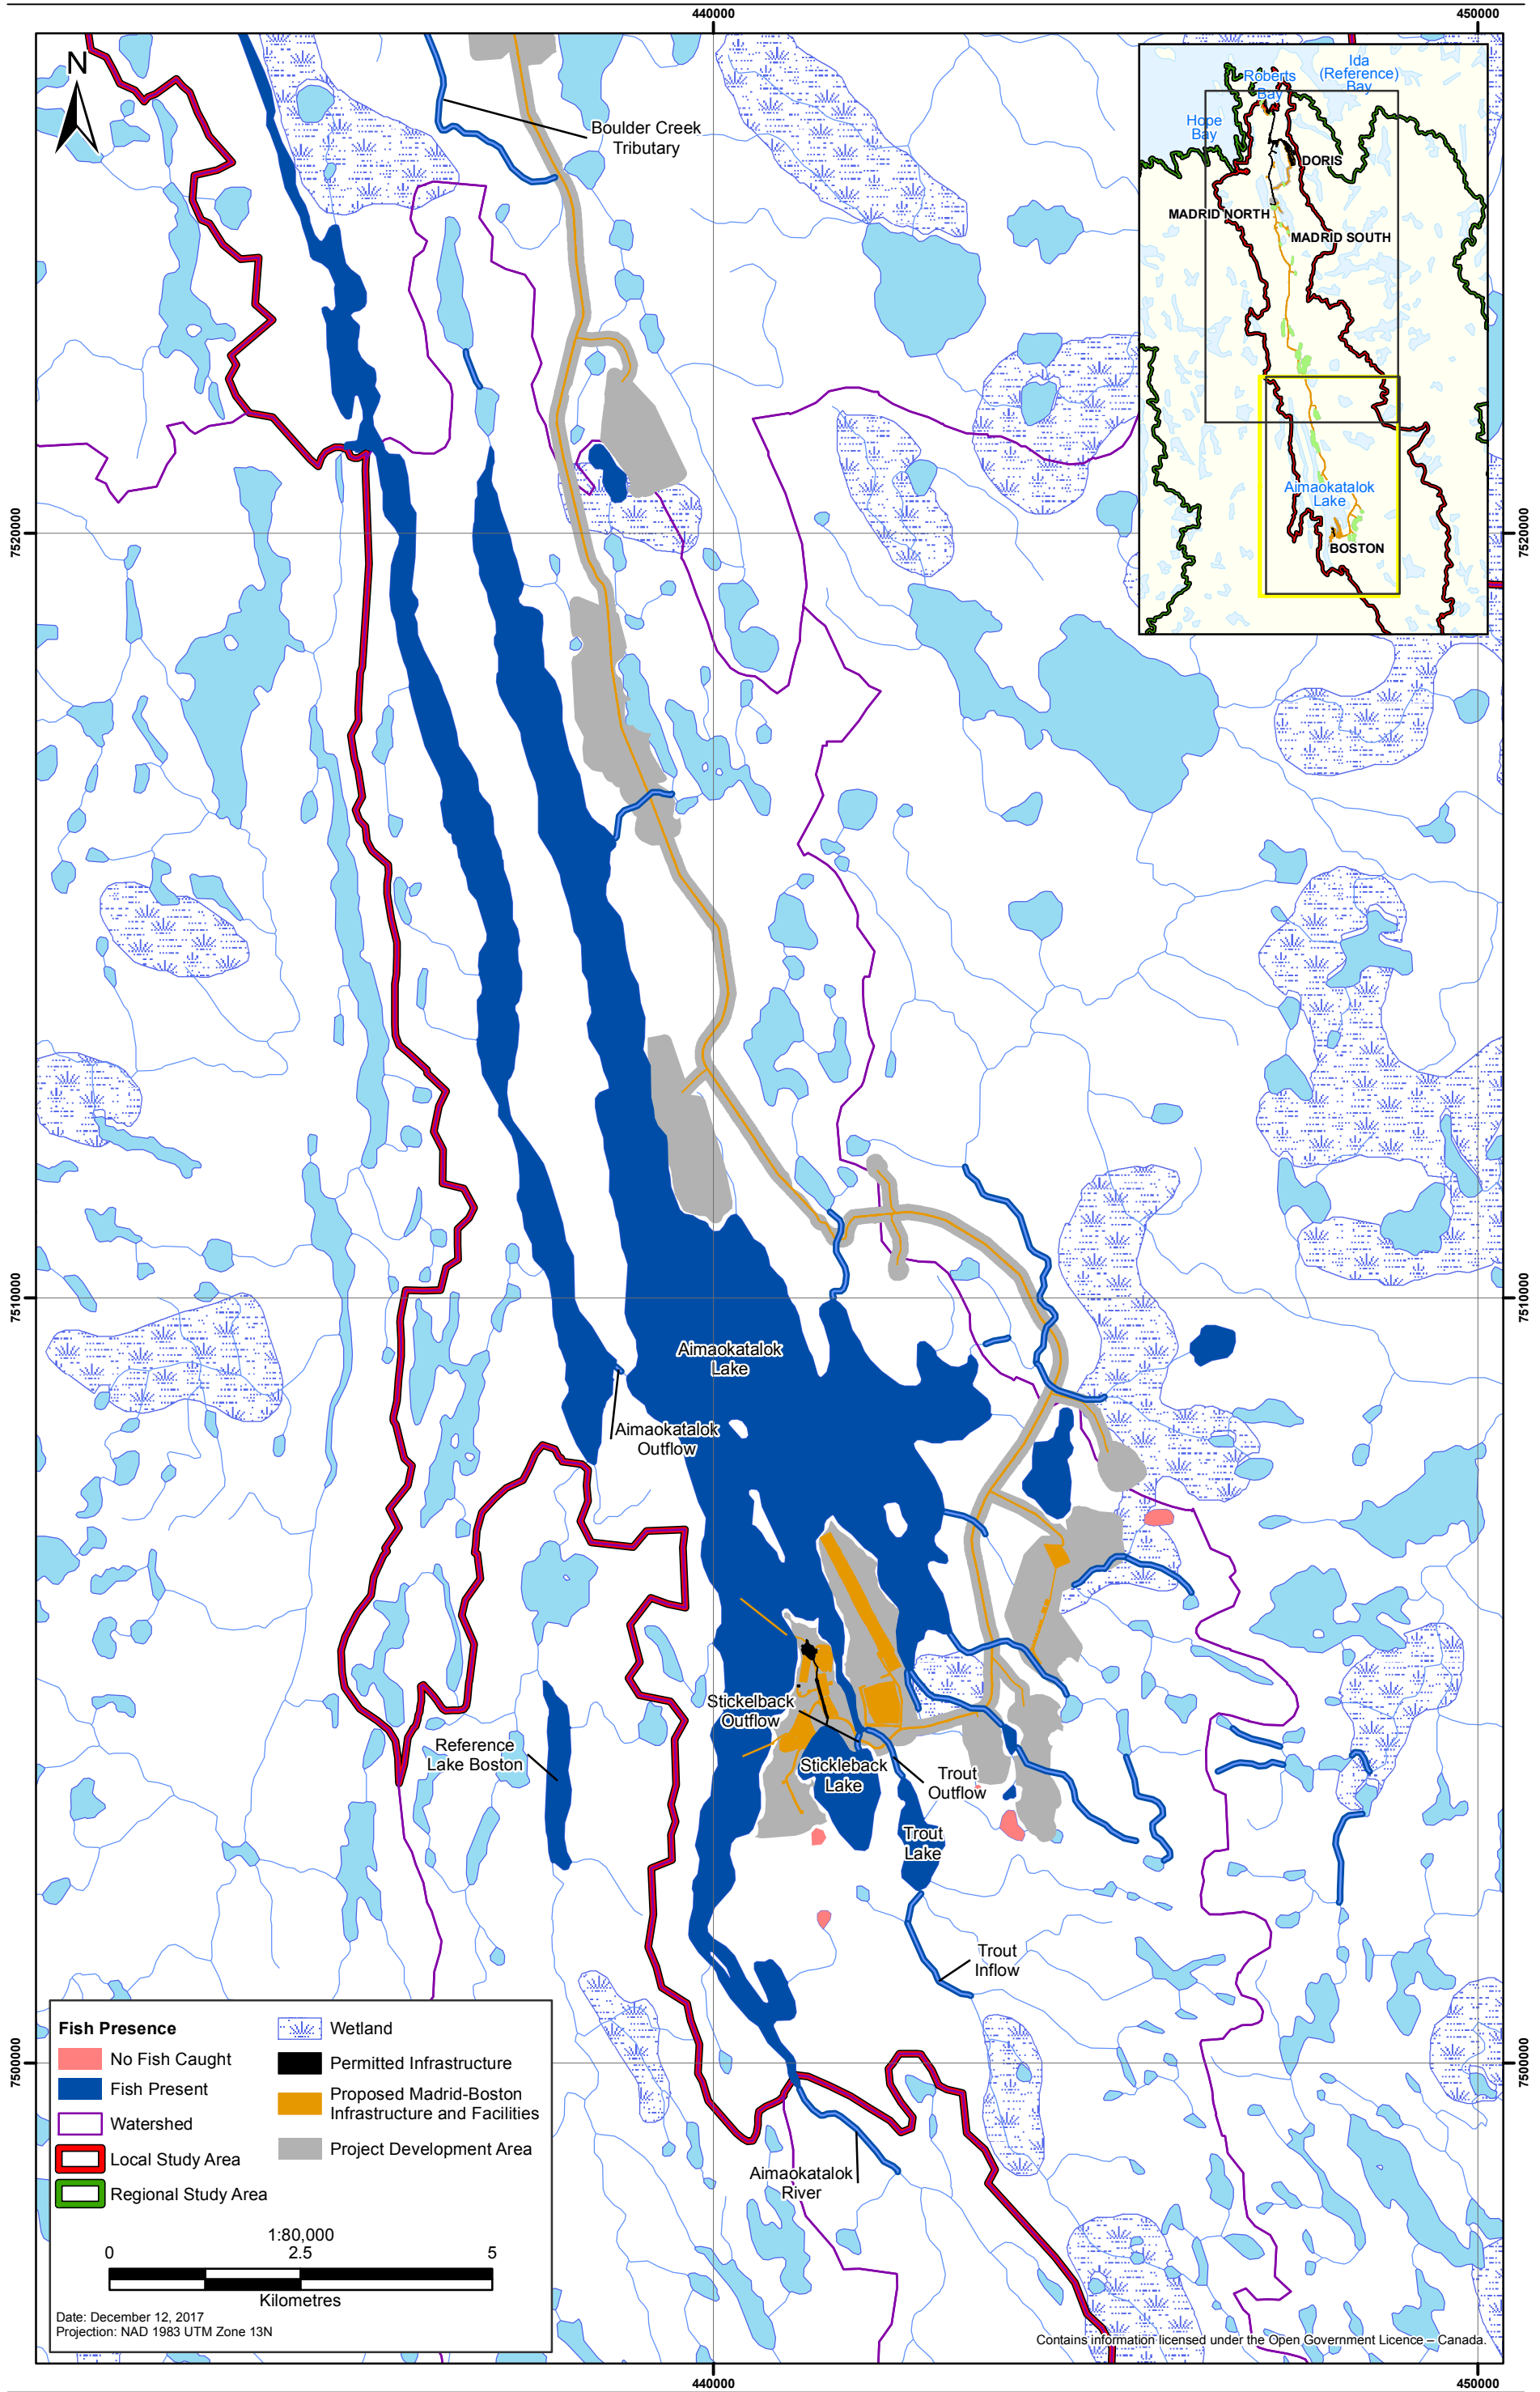 440000
450000
N
Boulder Creek
Tributary
Roberts
Bay
Ida
(Reference)
Bay
Hope
Bay
DORIS
MADRID NORTH
MADRID SOUTH
Aimaokatalok
Lake
BOSTON
7520000
7520000
7510000
7510000
Aimaokatalok
Lake
Aimaokatalok
Outflow
Stickelback
Outflow
Reference
Lake Boston
Stickleback
Lake
Trout
Outflow
Trout
Lake
Trout
Inflow
7500000
7500000
Aimaokatalok
River
Fish Presence
No Fish Caught
Fish Present
Watershed
Local Study Area
Regional Study Area
Wetland
Permitted Infrastructure
Proposed Madrid-Boston
Infrastructure and Facilities
Project Development Area
1:80,000
0 2.5 5
Kilometres
Date: December 12, 2017
Projection: NAD 1983 UTM Zone 13N
Contains information licensed under the Open Government Licence – Canada.
440000
450000